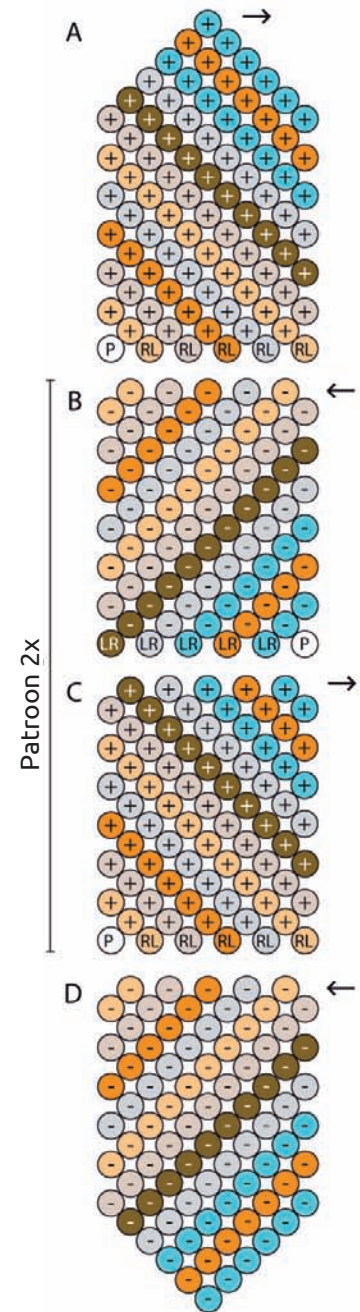 A
P RL RL RL RL RL
Patroon 2x
B
LR LR LR LR LR P
C
P RL RL RL RL RL
D